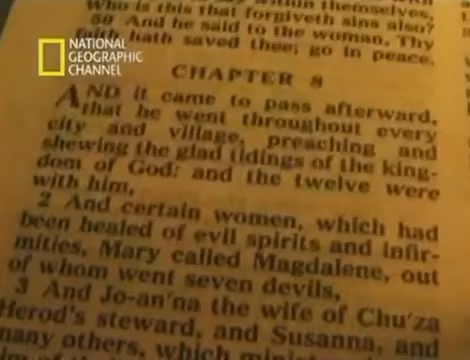 Who is this that forgiveth sins also?
50 And he said to the woman, Thy
faith hath saved thee; go in peace.
NATIONAL
GEOGRAPHIC
CHANNEL
CHAPTER 8
AND it came to pass afterward,
that he went throughout every
city and village, preaching and
shewing the glad tidings of the king-
dom of God: and the twelve were
with him,
2 And certain women, which had
been healed of evil spirits and infir-
mities, Mary called Magdalene, out
of whom went seven devils,
3 And Jo-an'na the wife of Chu'za
Herod's steward, and Susanna, and
many others, which